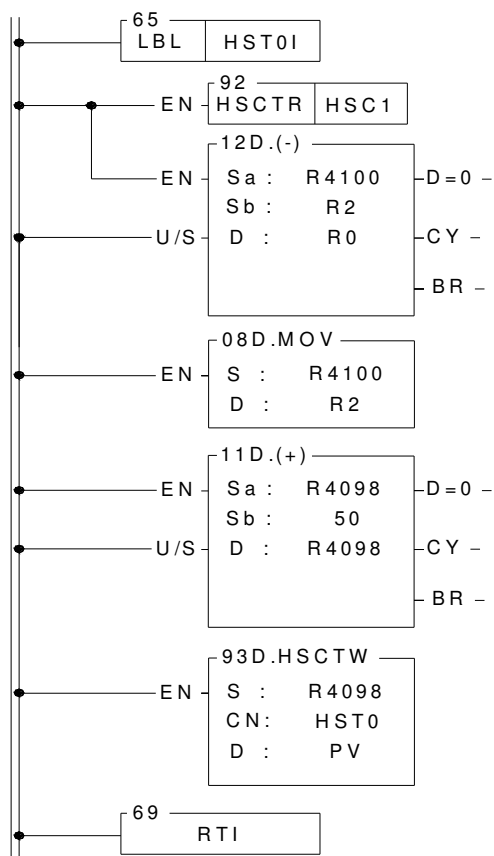 65
LBL HST0I
92
EN HSCTR HSC1
12D.(-)
EN Sa : R4100 D=0
Sb : R2
U/S D : R0 CY
BR
08D.MOV
EN S : R4100
D : R2
11D.(+)
EN Sa : R4098 D=0
Sb : 50
U/S D : R4098 CY
BR
93D.HSCTW
EN S : R4098
CN: HST0
D : PV
69
RTI